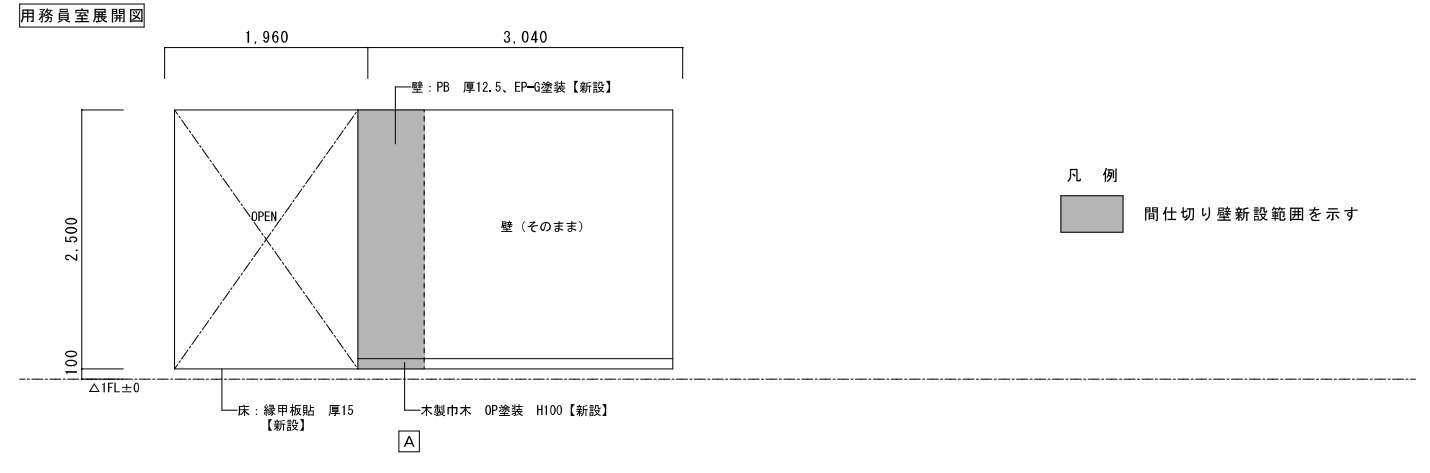 用務員室展開図
1,960
3,040
壁：PB　厚12.5、EP-G塗装【新設】
凡　例
間仕切り壁新設範囲を示す
OPEN
壁（そのまま）
2,500
100
△1FL±0
床：縁甲板貼　厚15
【新設】
木製巾木　OP塗装　H100【新設】
A